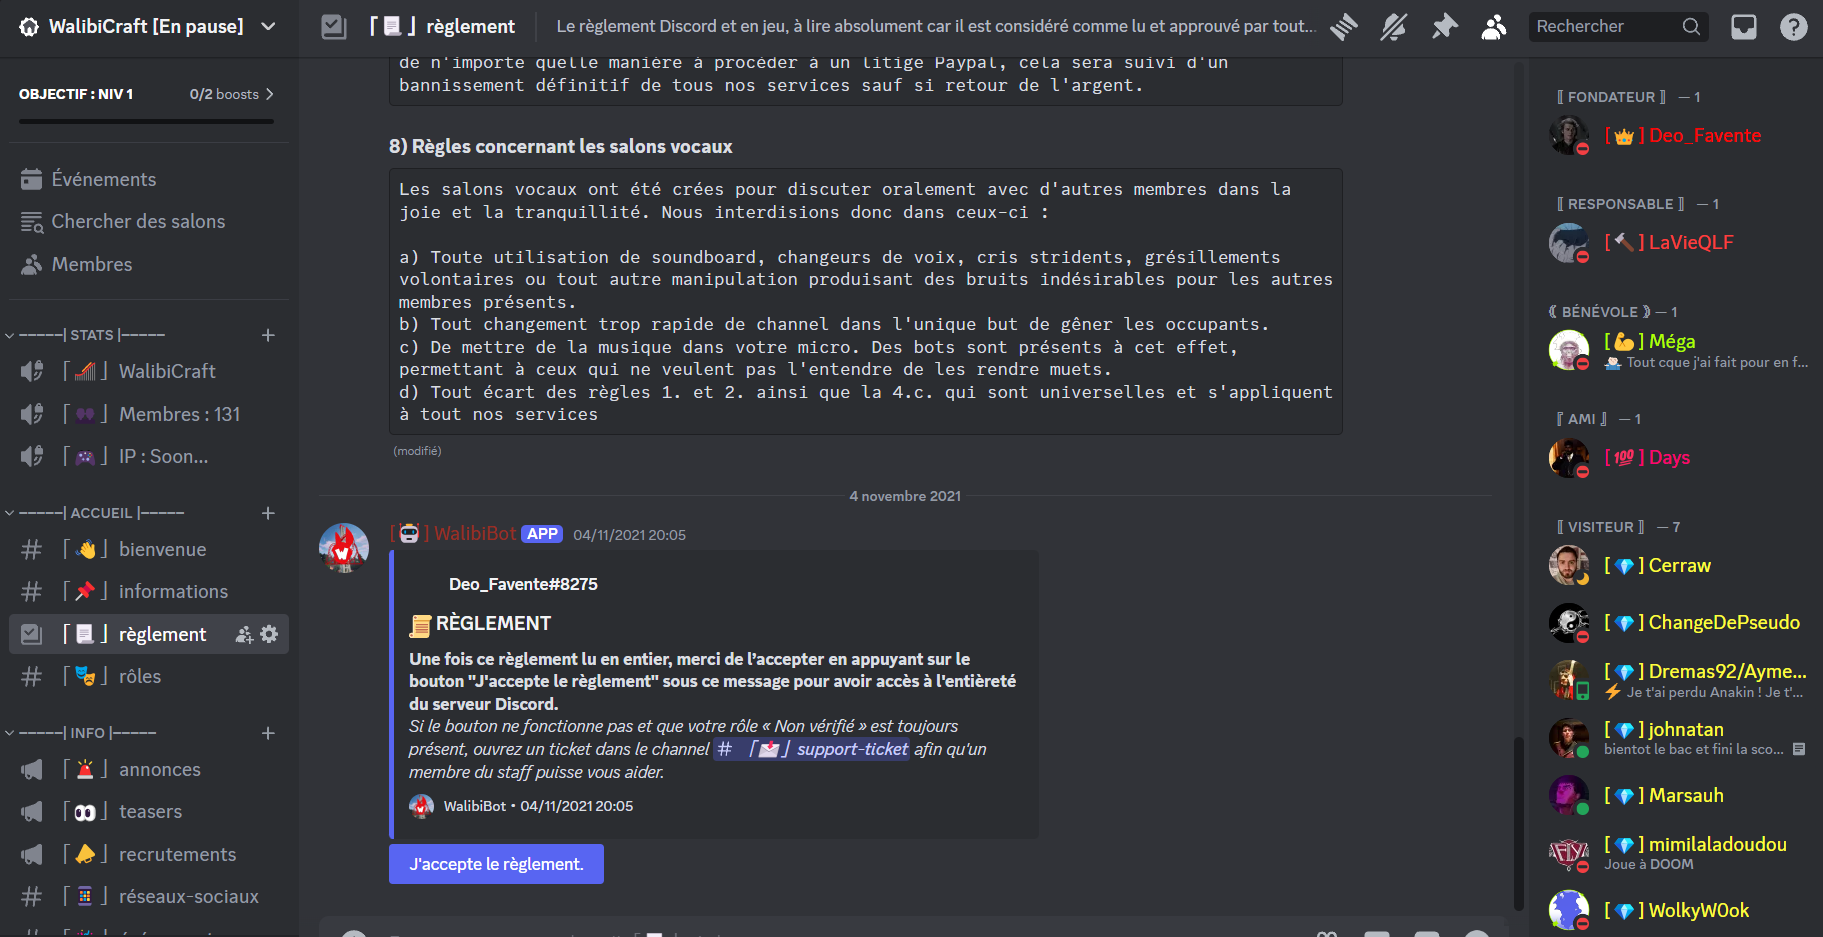 WalibiCraft [En pause]
OBJECTIF : NIV 1
0/2 boosts
Événements
Chercher des salons
Membres
-----| STATS |-----
「🎢」 WalibiCraft
「👥」 Membres : 131
「🎮」 IP : Soon...
-----| ACCUEIL |-----
「👋」 bienvenue
「📌」 informations
「📃」 règlement
「🎭」 rôles
-----| INFO |-----
「🚨」 annonces
「👀」 teasers
「📣」 recrutements
「📱」 réseaux-sociaux
「📃」 règlement
Le règlement Discord et en jeu, à lire absolument car il est considéré comme lu et approuvé par tout...
Rechercher
de n'importe quelle manière à procéder à un litige Paypal, cela sera suivi d'un
bannissement définitif de tous nos services sauf si retour de l'argent.
8) Règles concernant les salons vocaux
Les salons vocaux ont été crées pour discuter oralement avec d'autres membres dans la
joie et la tranquillité. Nous interdisions donc dans ceux-ci :
a) Toute utilisation de soundboard, changeurs de voix, cris stridents, grésillements
volontaires ou tout autre manipulation produisant des bruits indésirables pour les autres
membres présents.
b) Tout changement trop rapide de channel dans l'unique but de gêner les occupants.
c) De mettre de la musique dans votre micro. Des bots sont présents à cet effet,
permettant à ceux qui ne veulent pas l'entendre de les rendre muets.
d) Tout écart des règles 1. et 2. ainsi que la 4.c. qui sont universelles et s'appliquent
à tout nos services
(modifié)
4 novembre 2021
[🤖] WalibiBot APP 04/11/2021 20:05
Deo_Favente#8275
📜 RÈGLEMENT
Une fois ce règlement lu en entier, merci de l’accepter en appuyant sur le
bouton "J'accepte le règlement" sous ce message pour avoir accès à l'entièreté
du serveur Discord.
Si le bouton ne fonctionne pas et que votre rôle « Non vérifié » est toujours
présent, ouvrez un ticket dans le channel # 「📩」 support-ticket afin qu'un
membre du staff puisse vous aider.
WalibiBot • 04/11/2021 20:05
J'accepte le règlement.
〚 FONDATEUR 〛 — 1
[👑] Deo_Favente
〚 RESPONSABLE 〛 — 1
[🔨] LaVieQLF
⟪ BÉNÉVOLE ⟫ — 1
[💪] Méga
Tout cque j'ai fait pour en f...
『 AMI 』 — 1
[💯] Days
〚 VISITEUR 〛 — 7
[💎] Cerraw
[💎] ChangeDePseudo
[💎] Dremas92/Ayme...
⚡ Je t'ai perdu Anakin ! Je t'...
[💎] johnatan
bientot le bac et fini la sco...
[💎] Marsauh
[💎] mimilaladoudou
Joue à DOOM
[💎] WolkyW0ok